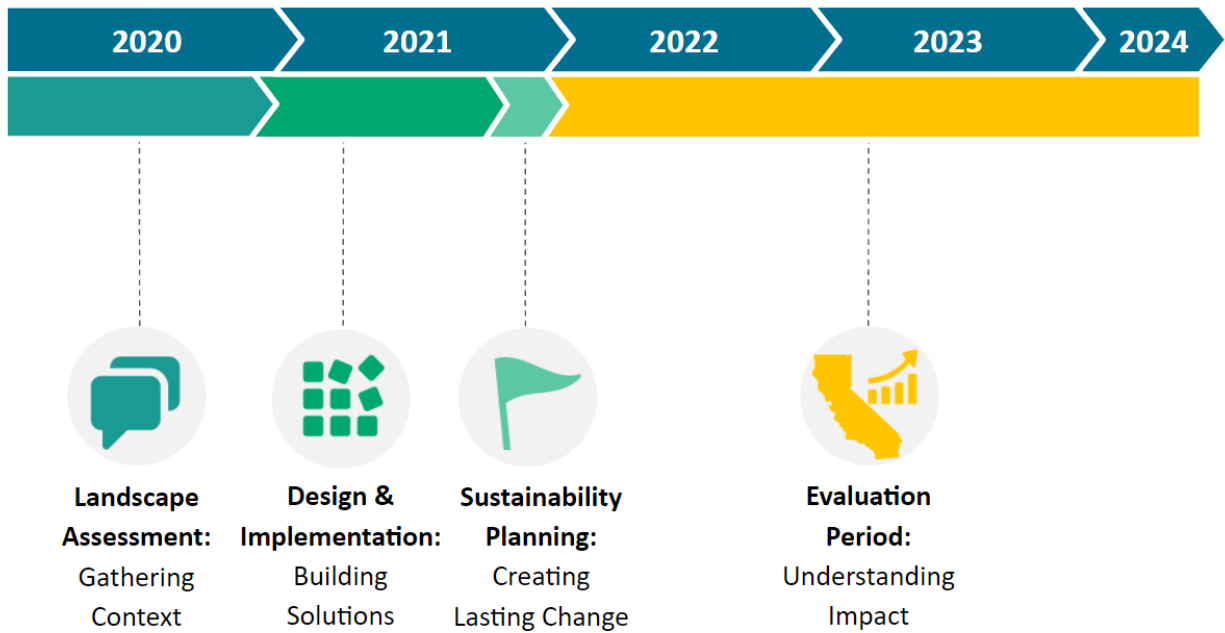 2020
2021
2022
2023
2024
Landscape
Assessment:
Gathering
Context
Design &
Implementation:
Building
Solutions
Sustainability
Planning:
Creating
Lasting Change
Evaluation
Period:
Understanding
Impact